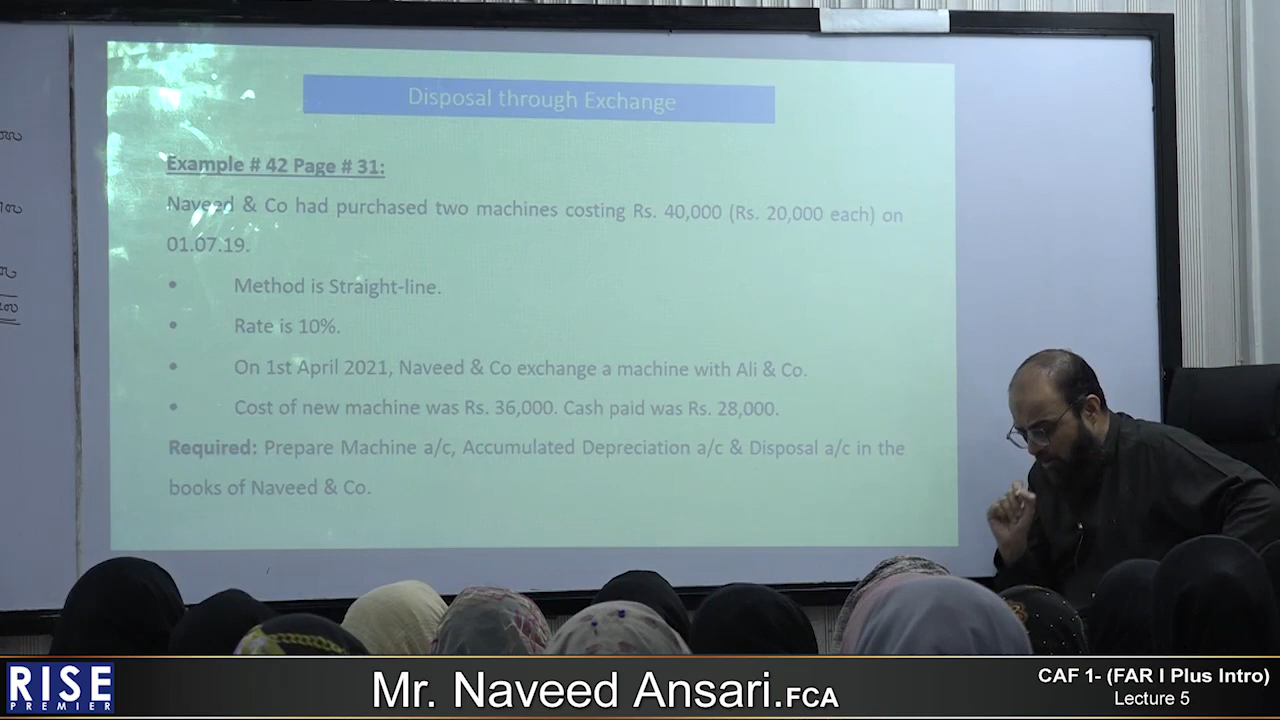 Disposal through Exchange
Example # 42 Page # 31:
Naveed & Co had purchased two machines costing Rs. 40,000 (Rs. 20,000 each) on
01.07.19.
• Method is Straight-line.
• Rate is 10%.
• On 1st April 2021, Naveed & Co exchange a machine with Ali & Co.
• Cost of new machine was Rs. 36,000. Cash paid was Rs. 28,000.
Required: Prepare Machine a/c, Accumulated Depreciation a/c & Disposal a/c in the
books of Naveed & Co.
RISE
PREMIER
Mr. Naveed Ansari.FCA
CAF 1- (FAR I Plus Intro)
Lecture 5